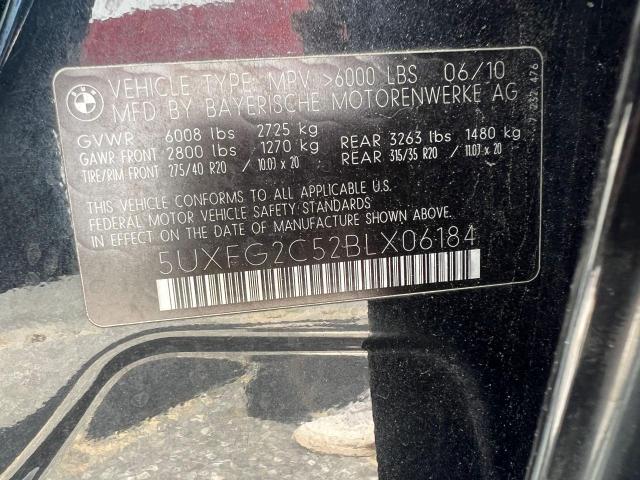 BMW
VEHICLE TYPE: MPV >6000 LBS 06/10
MFD BY BAYERISCHE MOTORENWERKE AG
GVWR 6008 lbs 2725 kg
GAWR FRONT 2800 lbs 1270 kg REAR 3263 lbs 1480 kg
TIRE/RIM FRONT 275/40 R20 / 10.0J x 20 REAR 315/35 R20 / 11.0J x 20
THIS VEHICLE CONFORMS TO ALL APPLICABLE U.S.
FEDERAL MOTOR VEHICLE SAFETY STANDARDS
IN EFFECT ON THE DATE OF MANUFACTURE SHOWN ABOVE.
5UXFG2C52BLX06184